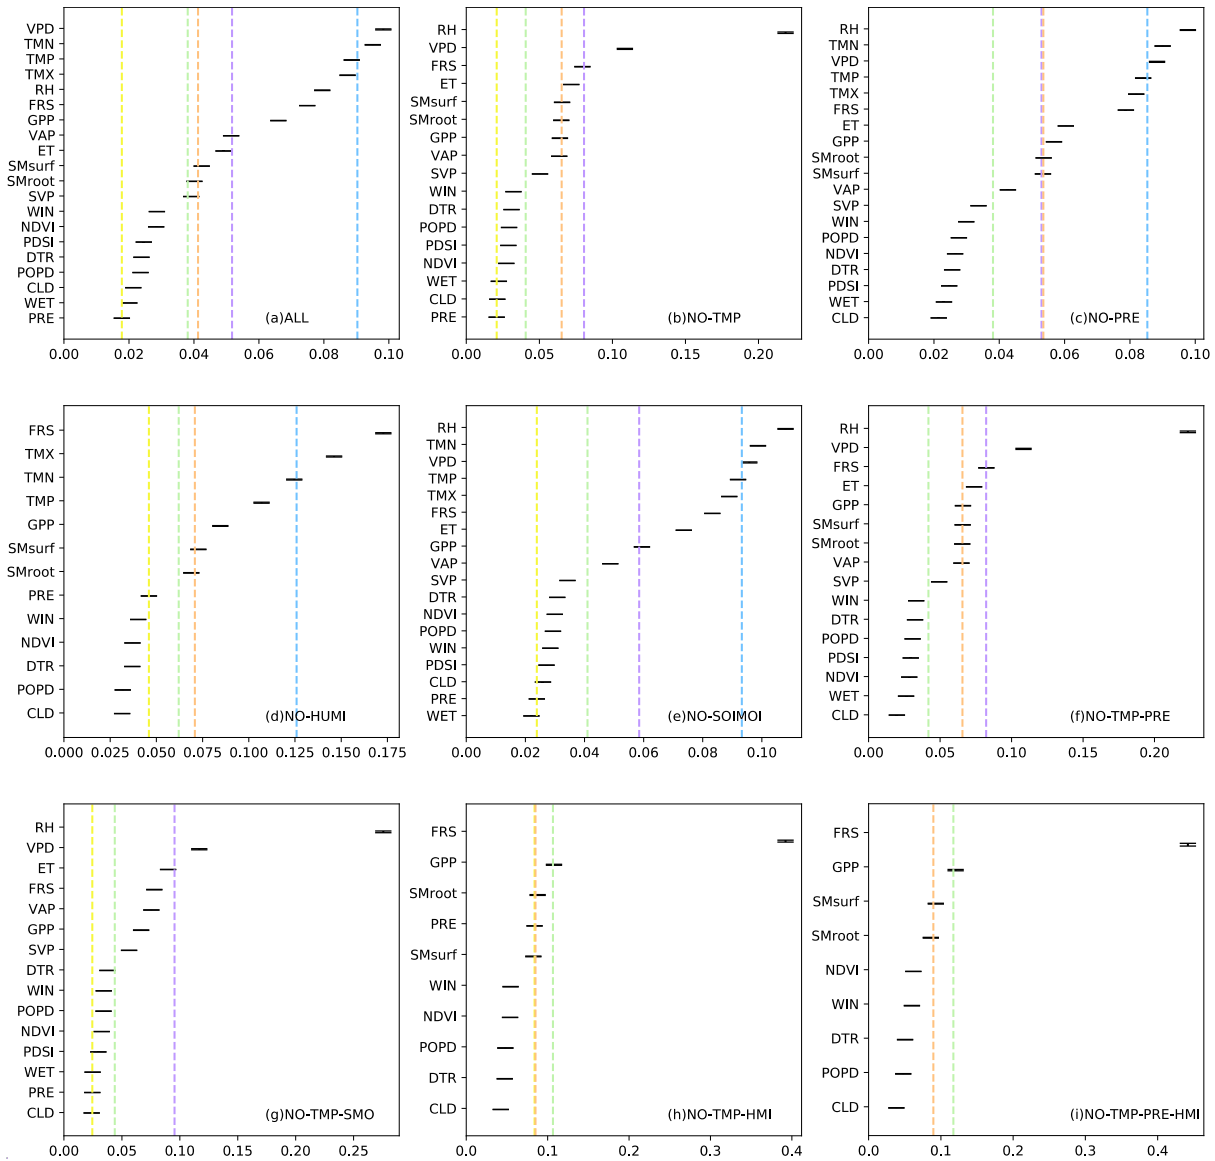 VPD
TMN
TMP
TMX
RH
FRS
GPP
VAP
ET
SMsurf
SMroot
SVP
WIN
NDVI
PDSI
DTR
POPD
CLD
WET
PRE
(a)ALL
0.00 0.02 0.04 0.06 0.08 0.10
RH
VPD
FRS
ET
SMsurf
SMroot
GPP
VAP
SVP
WIN
DTR
POPD
PDSI
NDVI
WET
CLD
PRE
(b)NO-TMP
0.00 0.05 0.10 0.15 0.20
RH
TMN
VPD
TMP
TMX
FRS
ET
GPP
SMroot
SMsurf
VAP
SVP
WIN
POPD
NDVI
DTR
PDSI
WET
CLD
(c)NO-PRE
0.00 0.02 0.04 0.06 0.08 0.10
FRS
TMX
TMN
TMP
GPP
SMsurf
SMroot
PRE
WIN
NDVI
DTR
POPD
CLD
(d)NO-HUMI
0.000 0.025 0.050 0.075 0.100 0.125 0.150 0.175
RH
TMN
VPD
TMP
TMX
FRS
ET
GPP
VAP
SVP
DTR
NDVI
POPD
WIN
PDSI
CLD
PRE
WET
(e)NO-SOIMOI
0.00 0.02 0.04 0.06 0.08 0.10
RH
VPD
FRS
ET
GPP
SMsurf
SMroot
VAP
SVP
WIN
DTR
POPD
PDSI
NDVI
WET
CLD
(f)NO-TMP-PRE
0.00 0.05 0.10 0.15 0.20
RH
VPD
ET
FRS
VAP
GPP
SVP
DTR
WIN
POPD
NDVI
PDSI
WET
PRE
CLD
(g)NO-TMP-SMO
0.00 0.05 0.10 0.15 0.20 0.25
FRS
GPP
SMroot
PRE
SMsurf
WIN
NDVI
POPD
DTR
CLD
(h)NO-TMP-HMI
0.0 0.1 0.2 0.3 0.4
FRS
GPP
SMsurf
SMroot
NDVI
WIN
DTR
POPD
CLD
(i)NO-TMP-PRE-HMI
0.0 0.1 0.2 0.3 0.4